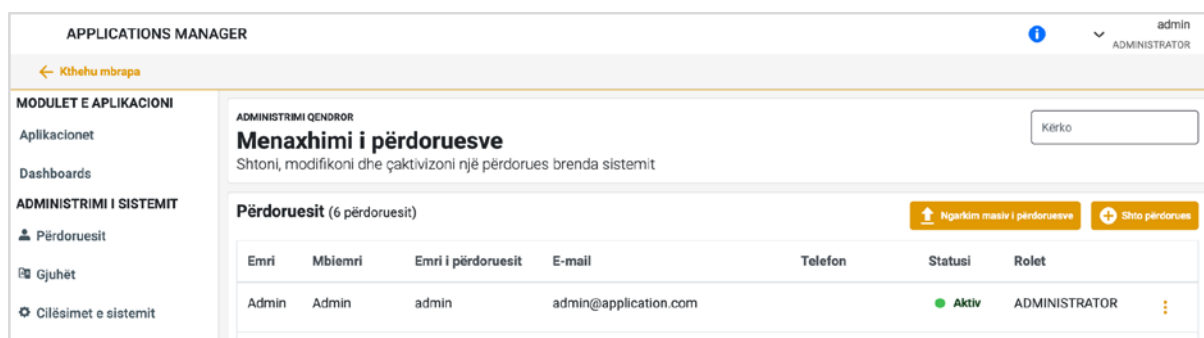 APPLICATIONS MANAGER
admin
ADMINISTRATOR
Kthehu mbrapa
MODULET E APLIKACIONI
Aplikacionet
Dashboards
ADMINISTRIMI I SISTEMIT
Përdoruesit
Gjuhët
Cilësimet e sistemit
ADMINISTRIMI QENDROR
Menaxhimi i përdoruesve
Shtoni, modifikoni dhe çaktivizoni një përdorues brenda sistemit
Kërko
Përdoruesit (6 përdoruesit)
Ngarkim masiv i përdoruesve
Shto përdorues
Emri Mbiemri Emri i përdoruesit E-mail Telefon Statusi Rolet
Admin Admin admin admin@application.com Aktiv ADMINISTRATOR